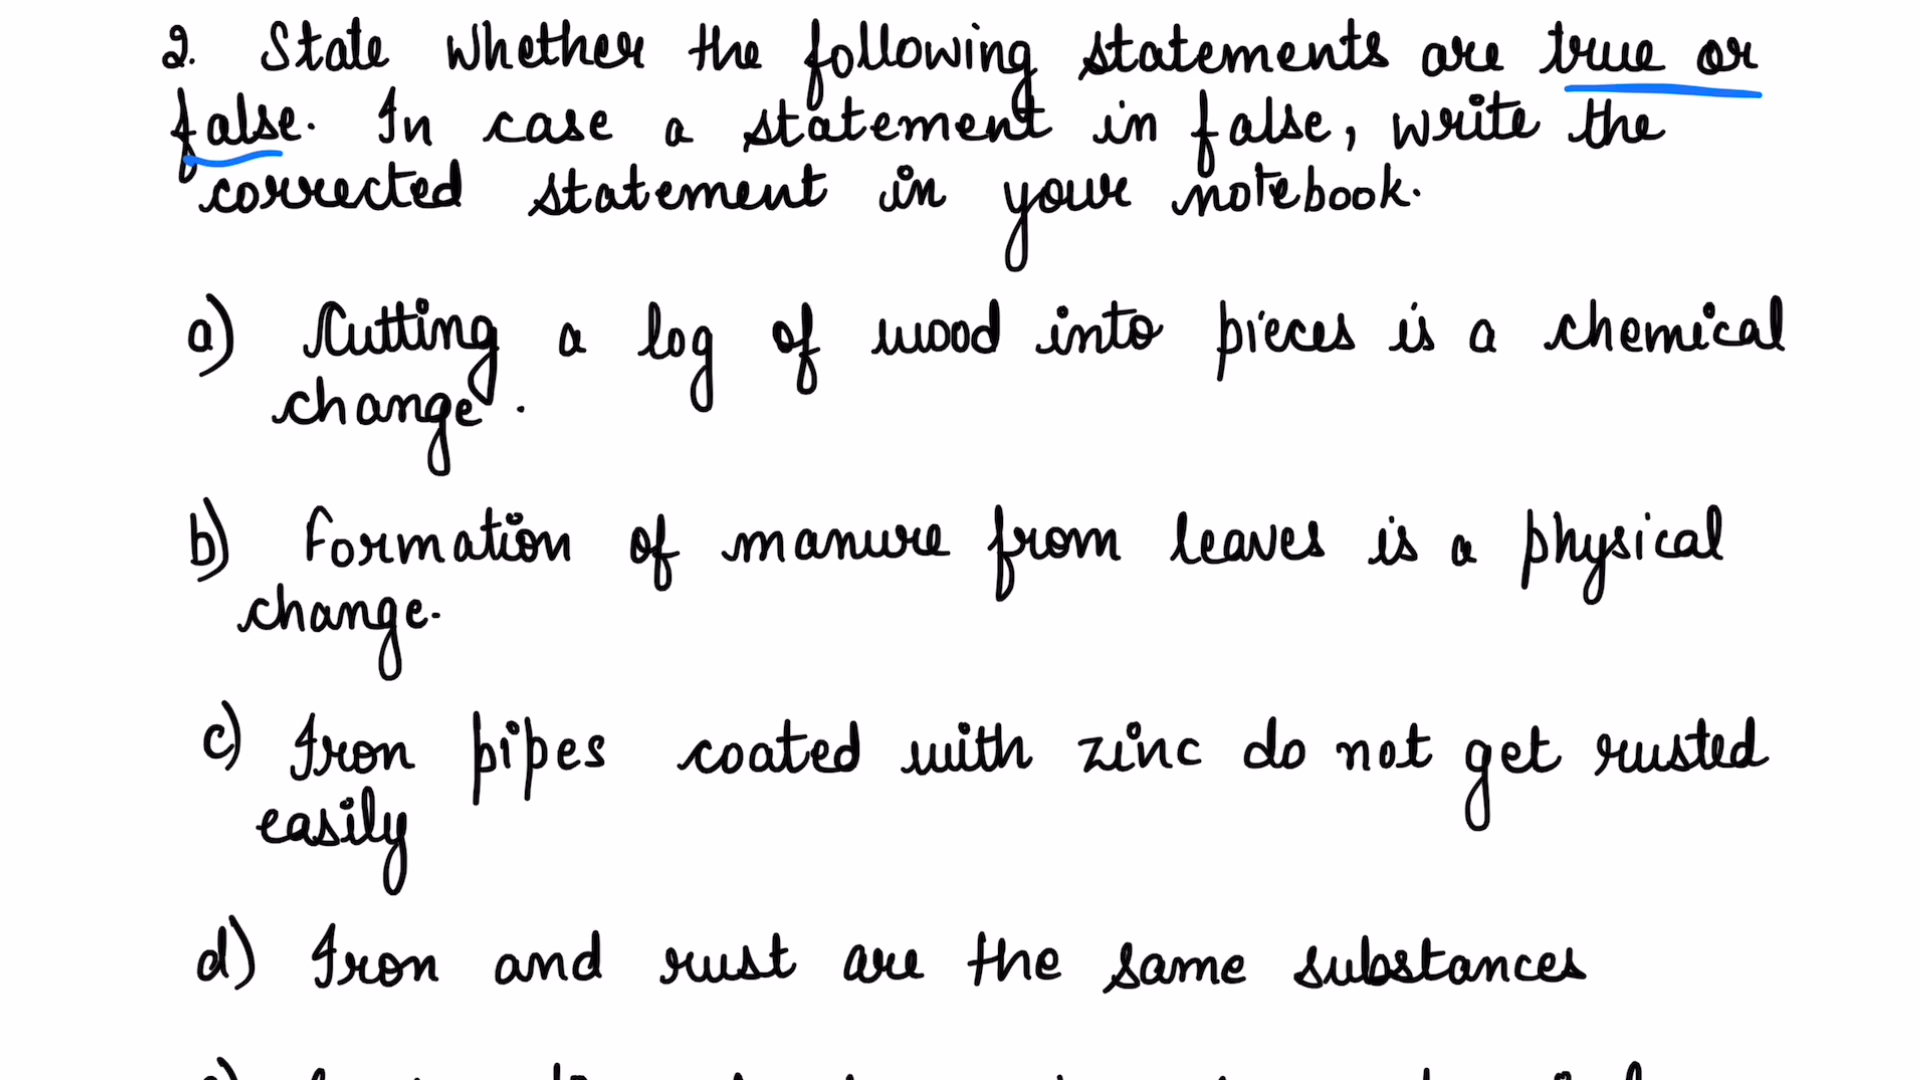 2. State whether the following statements are true or
false. In case a statement in false, write the
corrected statement in your notebook.
a) Cutting a log of wood into pieces is a chemical
change.
b) Formation of manure from leaves is a physical
change.
c) Iron pipes coated with zinc do not get rusted
easily
d) Iron and rust are the same substances